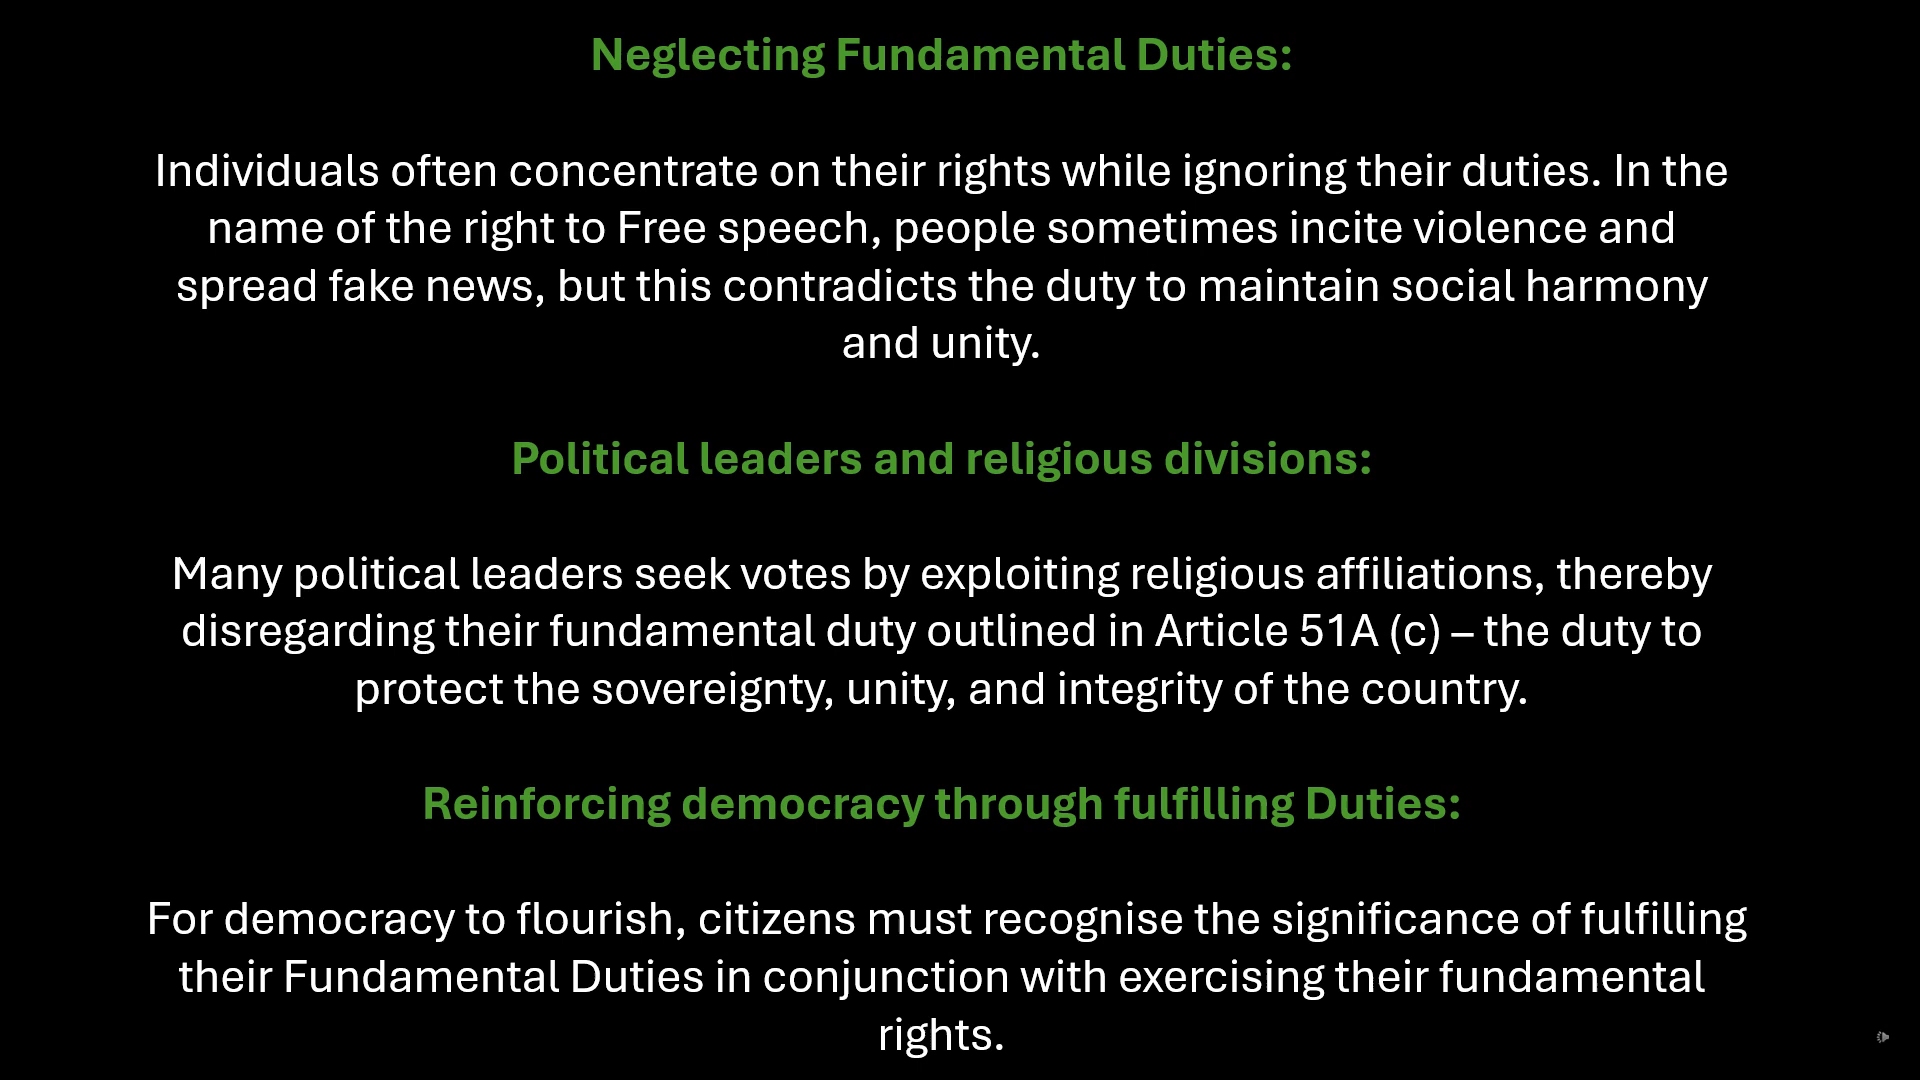 Neglecting Fundamental Duties:
Individuals often concentrate on their rights while ignoring their duties. In the
name of the right to Free speech, people sometimes incite violence and
spread fake news, but this contradicts the duty to maintain social harmony
and unity.
Political leaders and religious divisions:
Many political leaders seek votes by exploiting religious affiliations, thereby
disregarding their fundamental duty outlined in Article 51A (c) – the duty to
protect the sovereignty, unity, and integrity of the country.
Reinforcing democracy through fulfilling Duties:
For democracy to flourish, citizens must recognise the significance of fulfilling
their Fundamental Duties in conjunction with exercising their fundamental
rights.